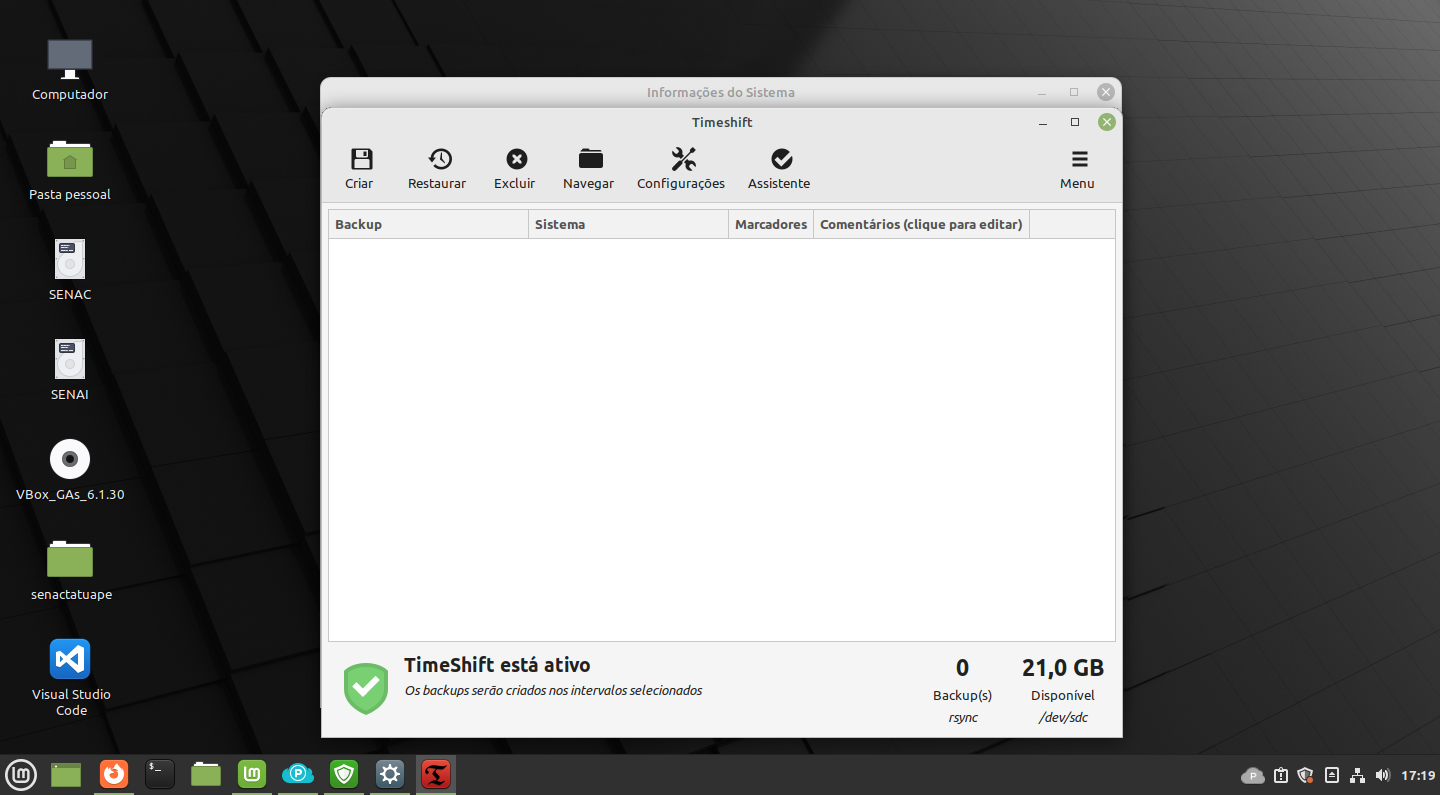 Computador
Pasta pessoal
SENAC
SENAI
VBox_GAs_6.1.30
senactatuape
Visual Studio
Code
Informações do Sistema
Timeshift
Criar
Restaurar
Excluir
Navegar
Configurações
Assistente
Menu
Backup
Sistema
Marcadores
Comentários (clique para editar)
TimeShift está ativo
Os backups serão criados nos intervalos selecionados
0
Backup(s)
rsync
21,0 GB
Disponível
/dev/sdc
$_
P
P
17:19